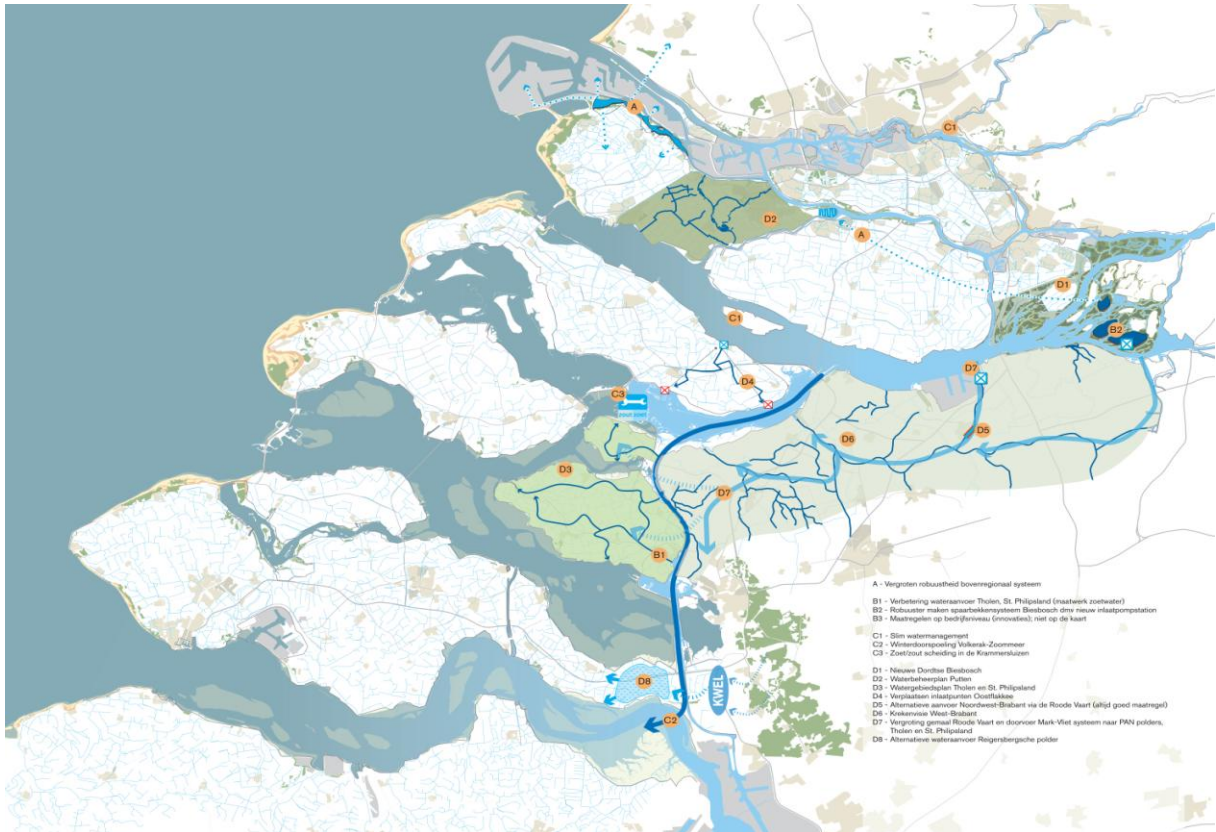 A
C1
D2
A
D1
C1
B2
D7
D4
C3
zout zoet
D5
D6
D3
D7
B1
D8
KWEL
C2
A - Vergroten robuustheid bovenregionaal systeem
B1 - Verbetering wateraanvoer Tholen, St. Philipsland (maatwerk zoetwater)
B2 - Robuuster maken spaarbekkensysteem Biesbosch dmv nieuw inlaatpompstation
B3 - Maatregelen op bedrijfsniveau (innovaties); niet op de kaart
C1 - Slim watermanagement
C2 - Winterdoorspoeling Volkerak-Zoommeer
C3 - Zoet/zout scheiding in de Krammersluizen
D1 - Nieuwe Dordtse Biesbosch
D2 - Waterbeheerplan Putten
D3 - Watergebiedsplan Tholen en St. Philipsland
D4 - Verplaatsen inlaatpunten Oostflakkee
D5 - Alternatieve aanvoer Noordwest-Brabant via de Roode Vaart (altijd goed maatregel)
D6 - Krekenvisie West-Brabant
D7 - Vergroting gemaal Roode Vaart en doorvoer Mark-Vliet systeem naar PAN polders,
Tholen en St. Philipsland
D8 - Alternatieve wateraanvoer Reigersbergsche polder